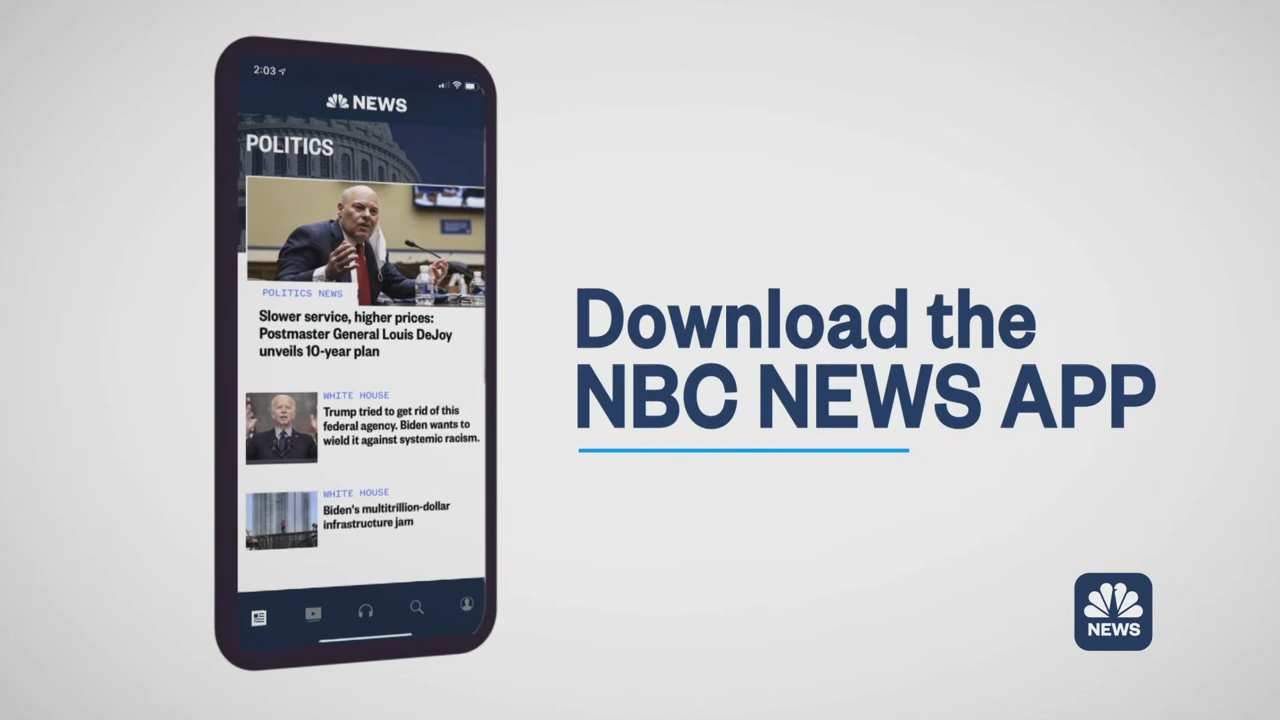 2:03
NEWS
POLITICS
POLITICS NEWS
Slower service, higher prices:
Postmaster General Louis DeJoy
unveils 10-year plan
WHITE HOUSE
Trump tried to get rid of this
federal agency. Biden wants to
wield it against systemic racism.
WHITE HOUSE
Biden's multitrillion-dollar
infrastructure jam
Download the
NBC NEWS APP
NEWS